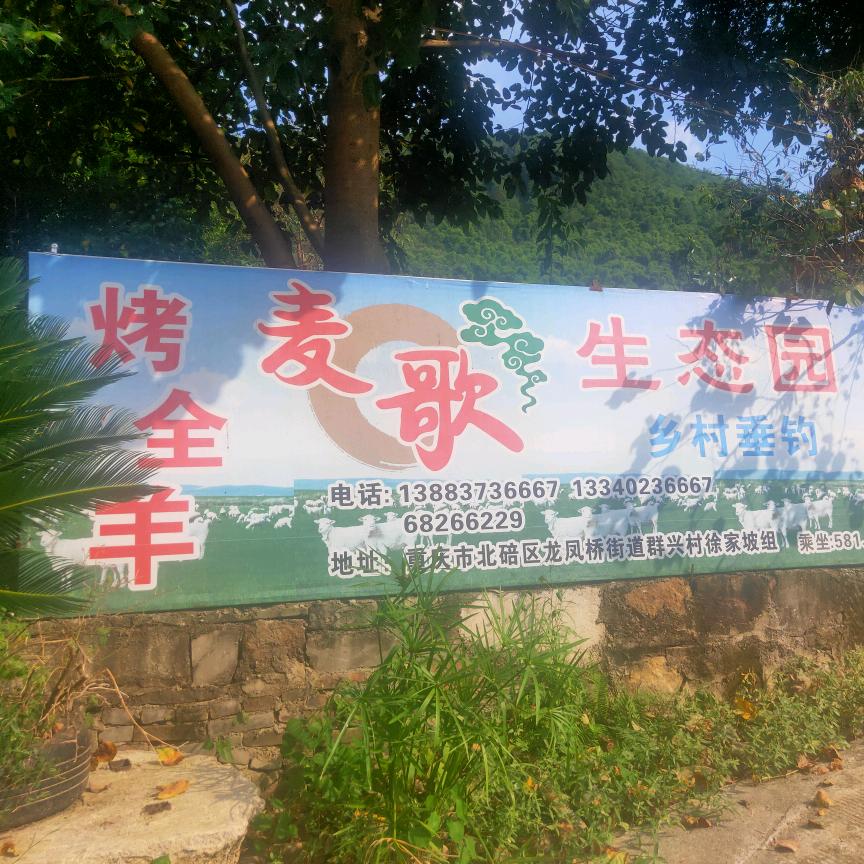 烤全羊
麦歌
生态园
乡村垂钓
电话: 13883736667 13340236667
68266229
地址: 重庆市北碚区龙凤桥街道群兴村徐家坡组 乘坐:581